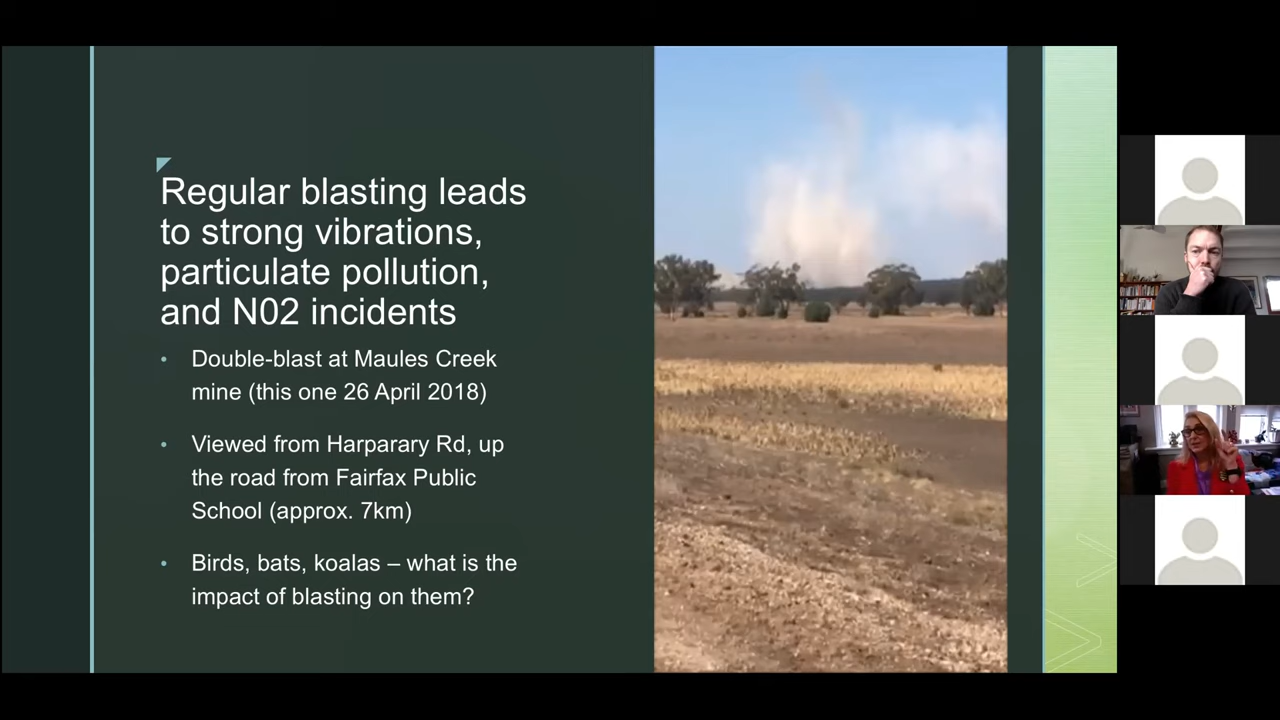 Regular blasting leads
to strong vibrations,
particulate pollution,
and N02 incidents
• Double-blast at Maules Creek
mine (this one 26 April 2018)
• Viewed from Harparary Rd, up
the road from Fairfax Public
School (approx. 7km)
• Birds, bats, koalas – what is the
impact of blasting on them?